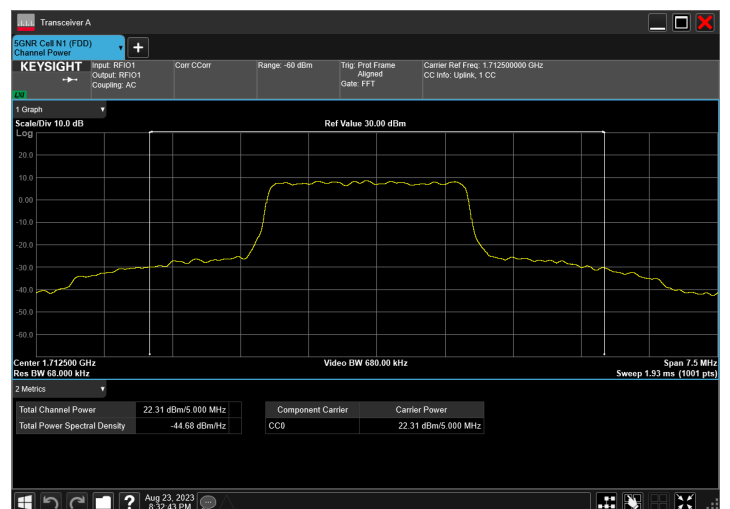 Transceiver A
5GNR Cell N1 (FDD)
Channel Power
KEYSIGHT
Input: RFIO1
Output: RFIO1
Coupling: AC
Corr CCorr
Range: -60 dBm
Trig: Prot Frame
Aligned
Gate: FFT
Carrier Ref Freq: 1.712500000 GHz
CC Info: Uplink, 1 CC
LXI
1 Graph
Scale/Div 10.0 dB
Ref Value 30.00 dBm
Log
20.0
10.0
0.00
-10.0
-20.0
-30.0
-40.0
-50.0
-60.0
Center 1.712500 GHz
Video BW 680.00 kHz
Span 7.5 MHz
Res BW 68.000 kHz
Sweep 1.93 ms (1001 pts)
2 Metrics
Total Channel Power 22.31 dBm/5.000 MHz
Total Power Spectral Density -44.68 dBm/Hz
Component Carrier Carrier Power
CC0 22.31 dBm/5.000 MHz
Aug 23, 2023
8:32:43 PM